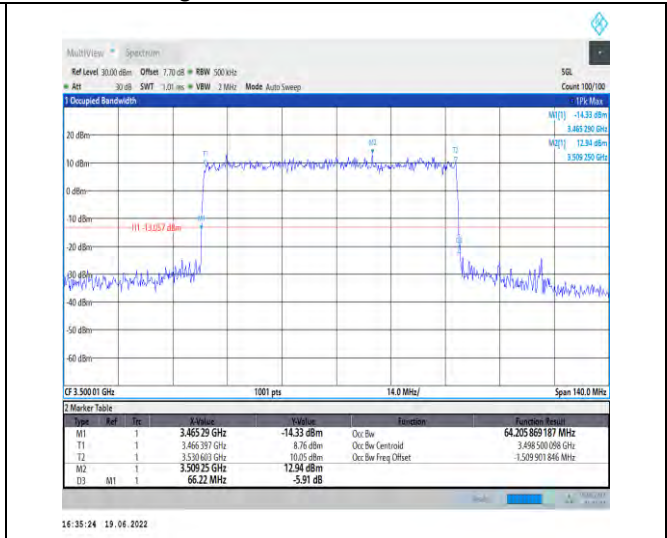 MultiView Spectrum
Ref Level 30.00 dBm Offset 7.70 dB RBW 500 kHz SGL
Att 30 dB SWT 1.01 ms VBW 2 MHz Mode Auto Sweep Count 100/100
1 Occupied Bandwidth 1Pk Max
M1[1] -14.33 dBm
3.465 290 GHz
M2[1] 12.94 dBm
3.509 250 GHz
20 dBm
10 dBm
0 dBm
-10 dBm
H1 -13.057 dBm
-20 dBm
-30 dBm
-40 dBm
-50 dBm
-60 dBm
T1
M2
T2
CF 3.500 01 GHz 1001 pts 14.0 MHz/ Span 140.0 MHz
2 Marker Table
Type Ref Trc X-Value Y-Value Function Function Result
M1 1 3.465 29 GHz -14.33 dBm Occ Bw 64.205 869 187 MHz
T1 1 3.466 397 GHz 8.76 dBm Occ Bw Centroid 3.498 500 098 GHz
T2 1 3.530 603 GHz 10.05 dBm Occ Bw Freq Offset -1.509 901 846 MHz
M2 1 3.509 25 GHz 12.94 dBm
D3 M1 1 66.22 MHz -5.91 dB
16:35:24 19.06.2022